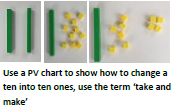 Use a PV chart to show how to change a
ten into ten ones, use the term 'take and
make'